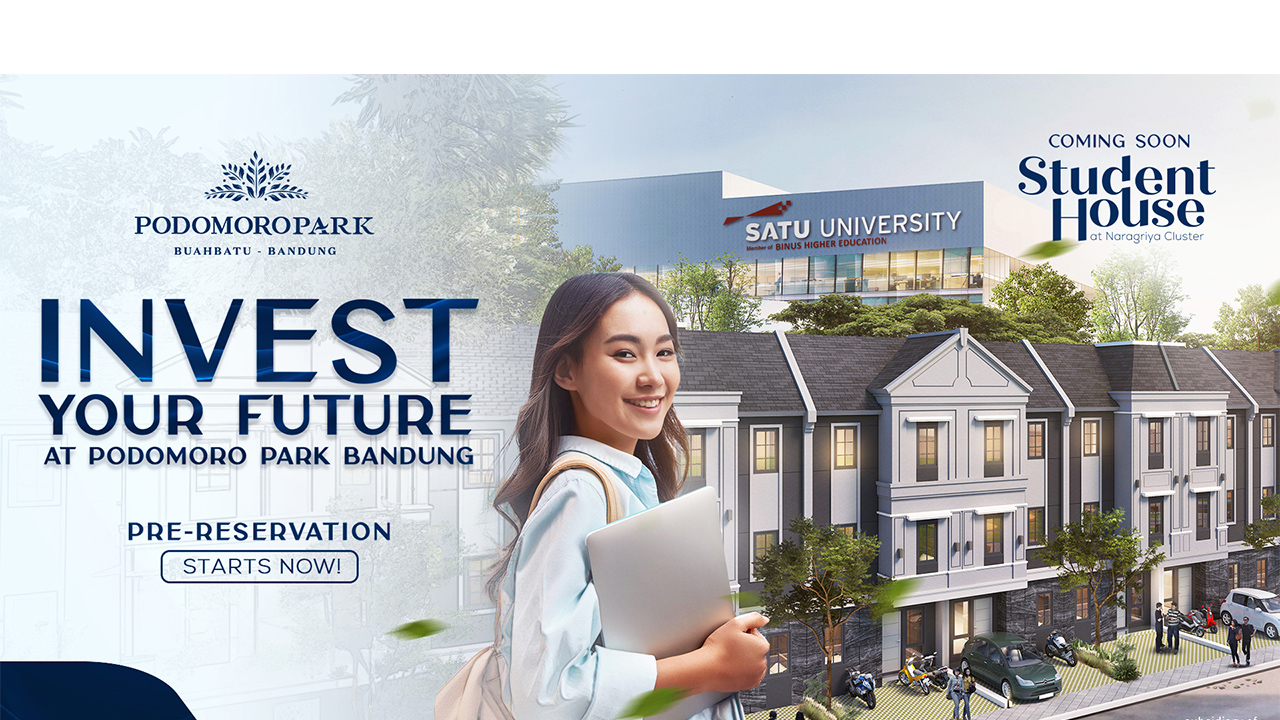 PODOMOROPARK
BUAHBATU - BANDUNG
INVEST
YOUR FUTURE
AT PODOMORO PARK BANDUNG
PRE-RESERVATION
STARTS NOW!
SATU UNIVERSITY
Member of BINUS HIGHER EDUCATION
COMING SOON
Student
House
at Naragriya Cluster